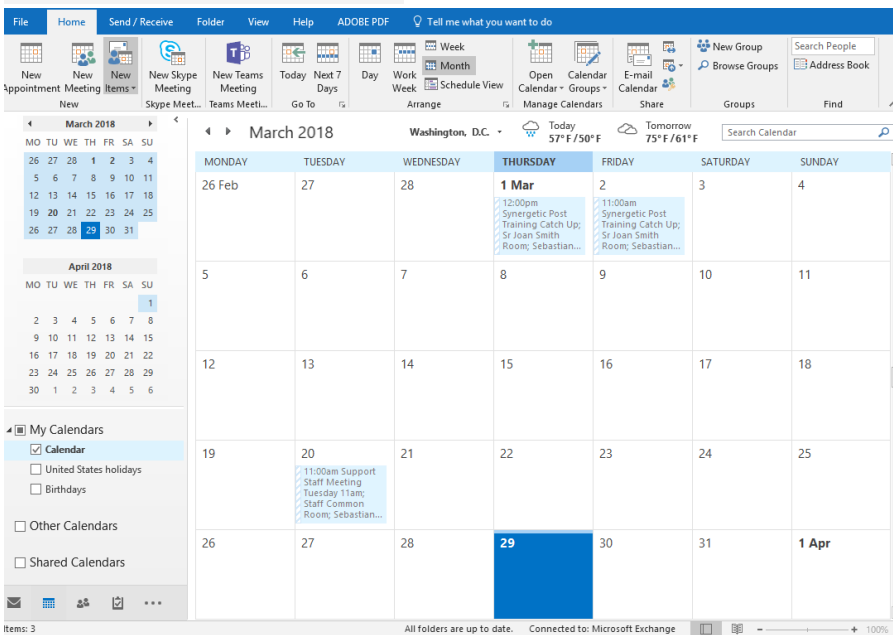 File Home Send / Receive Folder View Help ADOBE PDF Tell me what you want to do
New Appointment
New Meeting
New Items
New
New Skype Meeting
Skype Meet...
New Teams Meeting
Teams Meeti...
Today
Next 7 Days
Go To
Day
Work Week
Week
Month
Schedule View
Arrange
Open Calendar
Calendar Groups
Manage Calendars
E-mail Calendar
Share
New Group
Browse Groups
Groups
Search People
Address Book
Find
March 2018
MO TU WE TH FR SA SU
26 27 28 1 2 3 4
5 6 7 8 9 10 11
12 13 14 15 16 17 18
19 20 21 22 23 24 25
26 27 28 29 30 31
April 2018
MO TU WE TH FR SA SU
1
2 3 4 5 6 7 8
9 10 11 12 13 14 15
16 17 18 19 20 21 22
23 24 25 26 27 28 29
30 1 2 3 4 5 6
My Calendars
Calendar
United States holidays
Birthdays
Other Calendars
Shared Calendars
March 2018
Washington, D.C.
Today
57°F/50°F
Tomorrow
75°F/61°F
Search Calendar
MONDAY TUESDAY WEDNESDAY THURSDAY FRIDAY SATURDAY SUNDAY
26 Feb 27 28 1 Mar 2 3 4
12:00pm
Synergetic Post
Training Catch Up;
Sr Joan Smith
Room; Sebastian...
11:00am
Synergetic Post
Training Catch Up;
Sr Joan Smith
Room; Sebastian...
5 6 7 8 9 10 11
12 13 14 15 16 17 18
19 20 21 22 23 24 25
11:00am Support
Staff Meeting
Tuesday 11am;
Staff Common
Room; Sebastian...
26 27 28 29 30 31 1 Apr
Items: 3
All folders are up to date. Connected to: Microsoft Exchange
100%